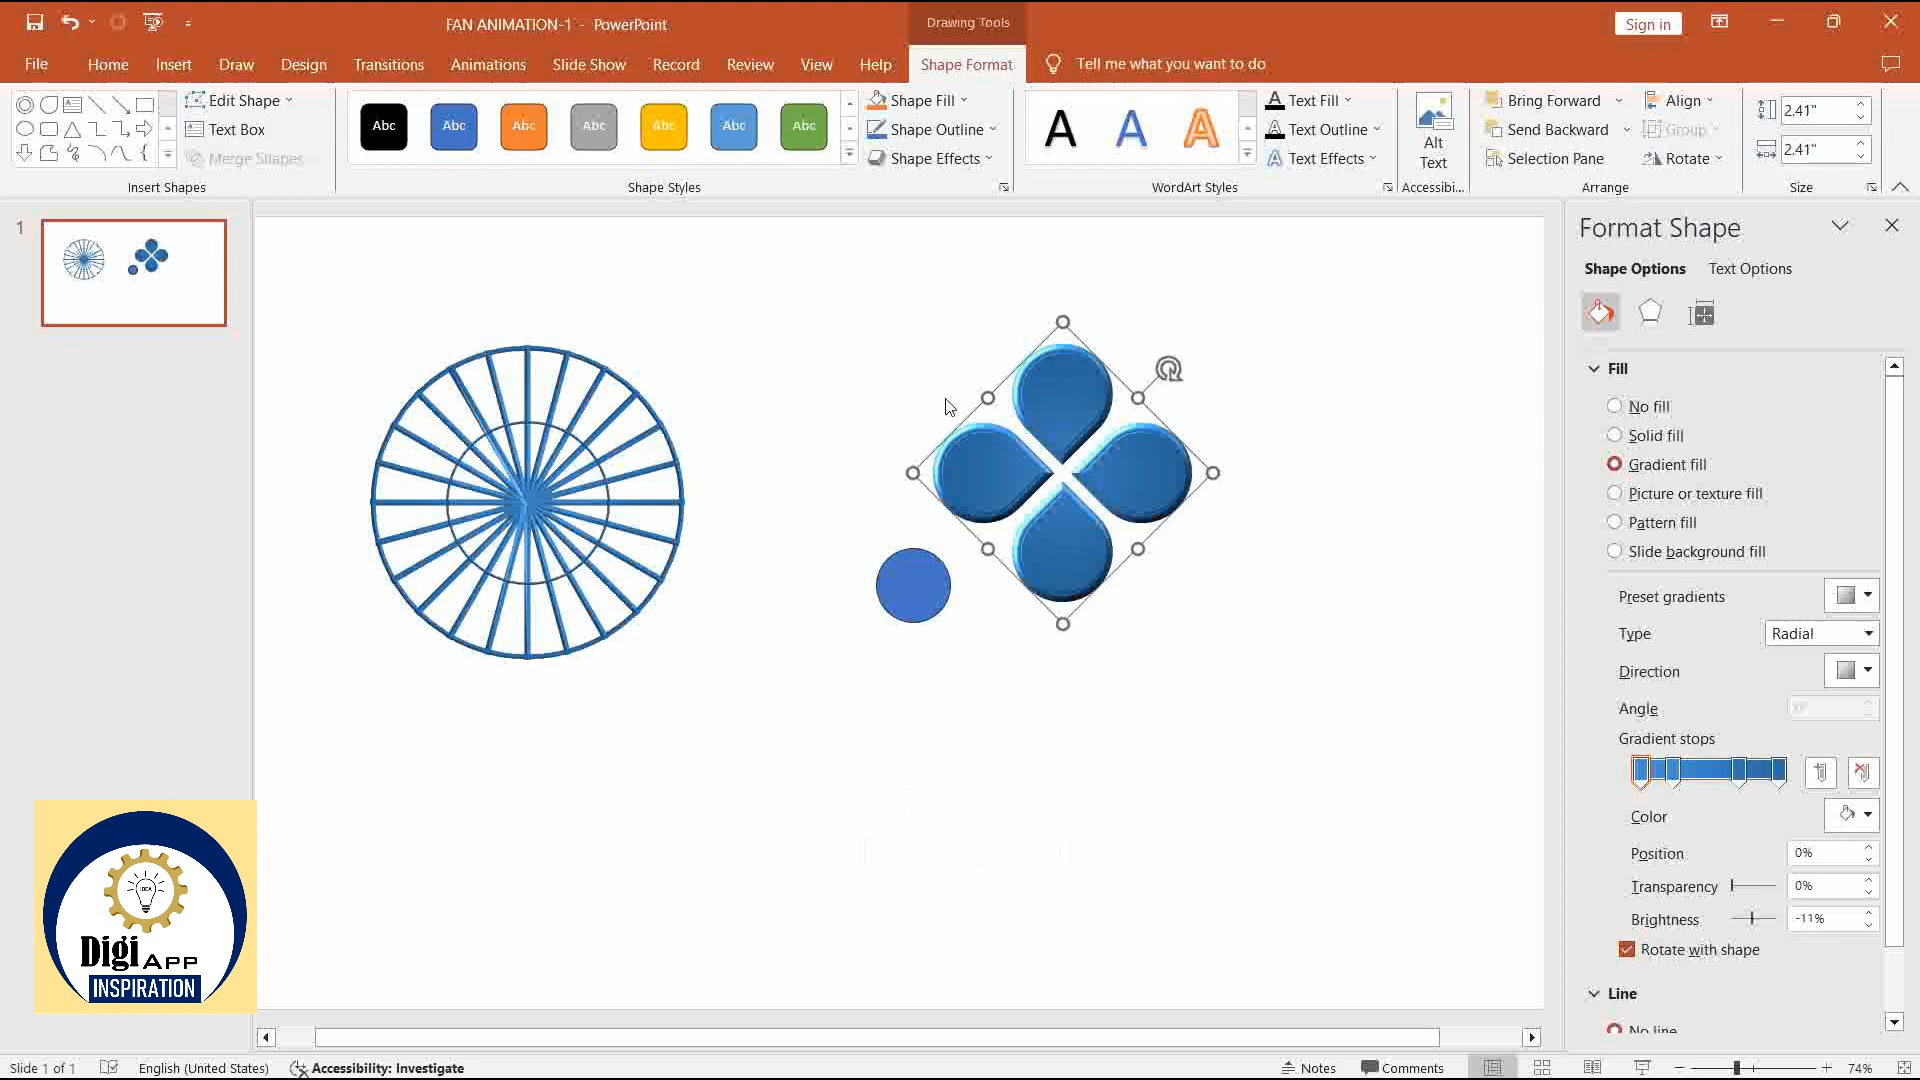 FAN ANIMATION-1 - PowerPoint
Drawing Tools
Sign in
File Home Insert Draw Design Transitions Animations Slide Show Record Review View Help Shape Format Tell me what you want to do
Edit Shape
Text Box
Merge Shapes
Insert Shapes
Abc Abc Abc Abc Abc Abc Abc
Shape Styles
Shape Fill
Shape Outline
Shape Effects
A A A
WordArt Styles
Text Fill
Text Outline
Text Effects
Alt
Text
Accessibi...
Bring Forward
Send Backward
Selection Pane
Align
Group
Rotate
Arrange
2.41"
2.41"
Size
1
Format Shape
Shape Options Text Options
Fill
No fill
Solid fill
Gradient fill
Picture or texture fill
Pattern fill
Slide background fill
Preset gradients
Type Radial
Direction
Angle
Gradient stops
Color
Position 0%
Transparency 0%
Brightness -11%
Rotate with shape
Line
No line
IDEA
Digi APP
INSPIRATION
Slide 1 of 1 English (United States) Accessibility: Investigate Notes Comments 74%